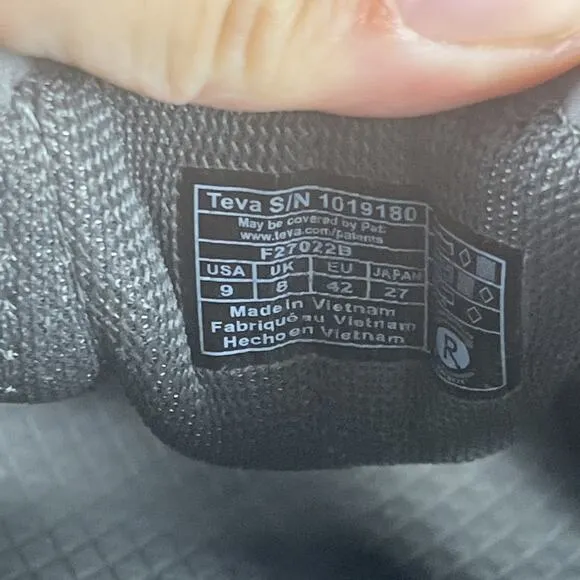 Teva S/N 1019180
May be covered by Pat:
www.teva.com/patents
F27022B
USA UK EU JAPAN
9 8 42 27
Made in Vietnam
Fabriqué au Vietnam
Hecho en Vietnam
R